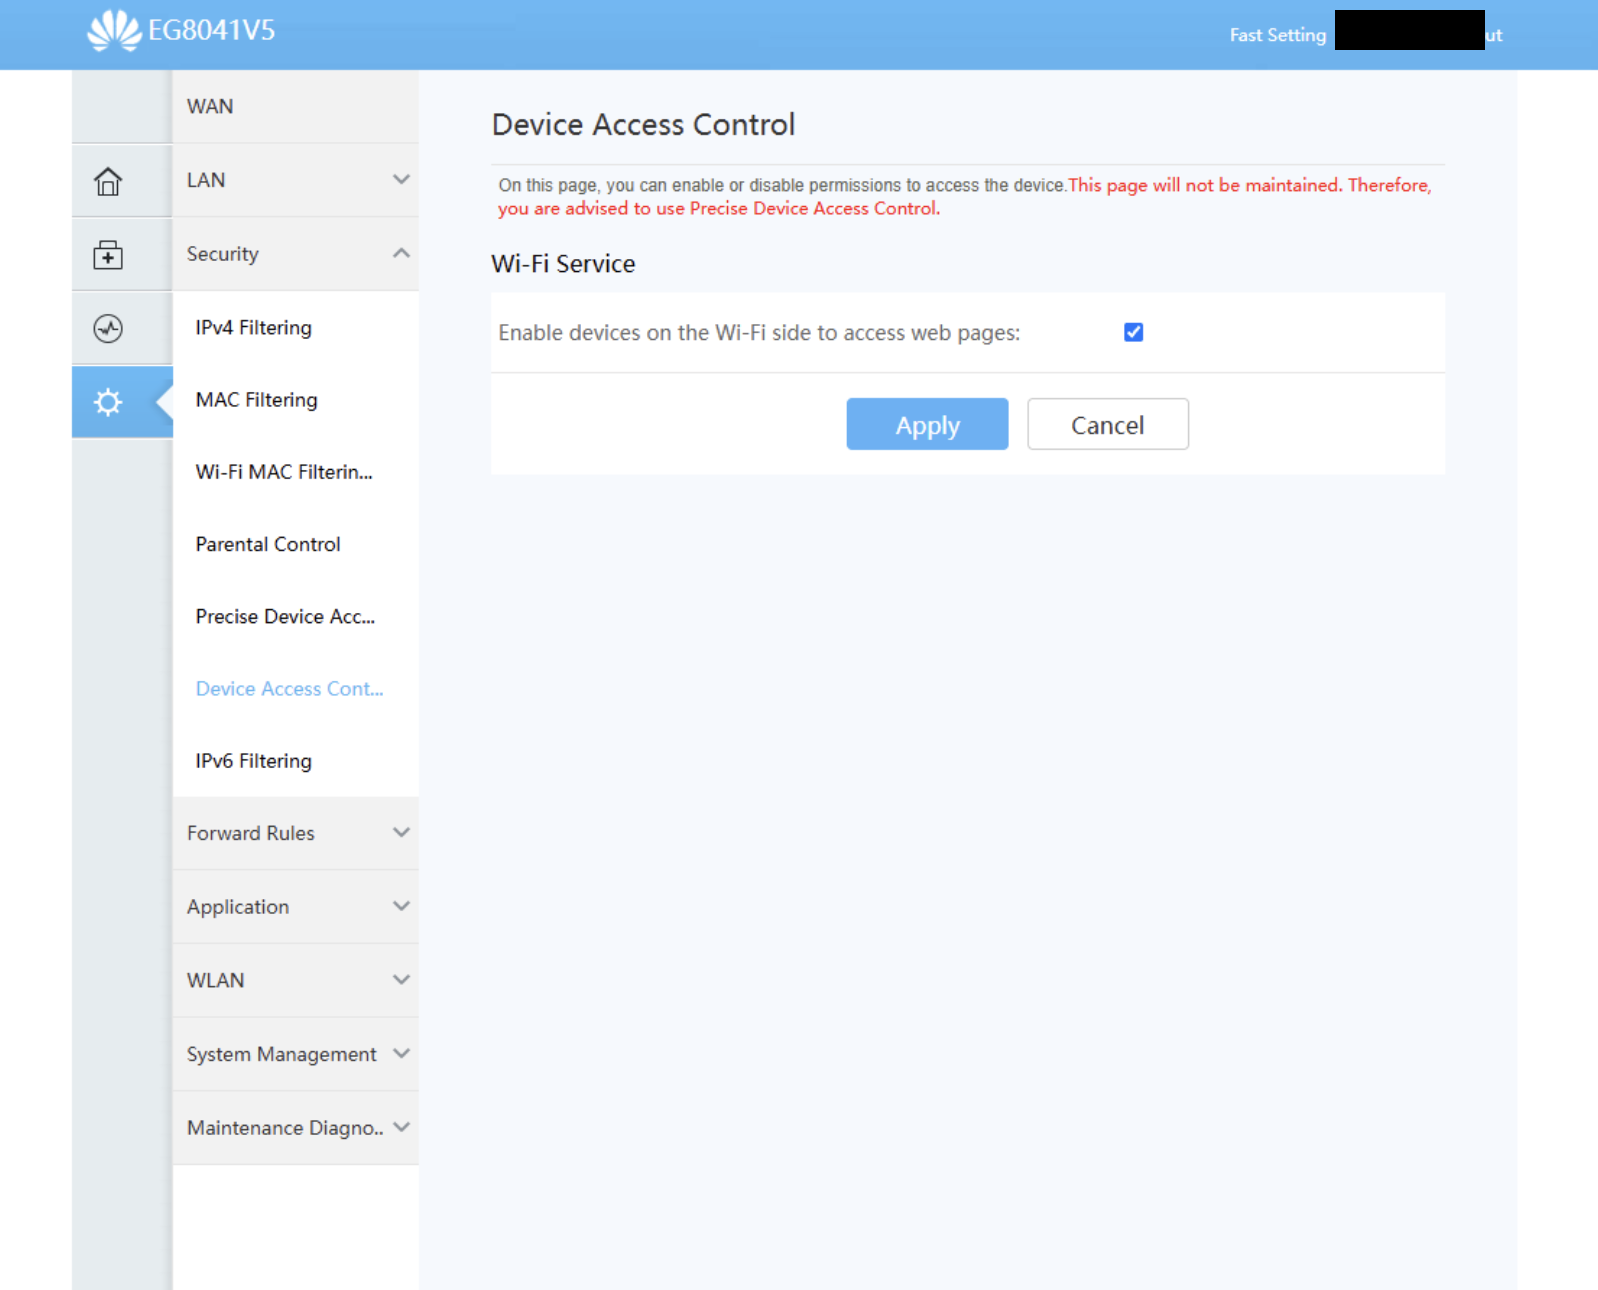 EG8041V5
Fast Setting
ut
WAN
LAN
Security
IPv4 Filtering
MAC Filtering
Wi-Fi MAC Filterin...
Parental Control
Precise Device Acc...
Device Access Cont...
IPv6 Filtering
Forward Rules
Application
WLAN
System Management
Maintenance Diagno..
Device Access Control
On this page, you can enable or disable permissions to access the device.This page will not be maintained. Therefore,
you are advised to use Precise Device Access Control.
Wi-Fi Service
Enable devices on the Wi-Fi side to access web pages:
Apply
Cancel